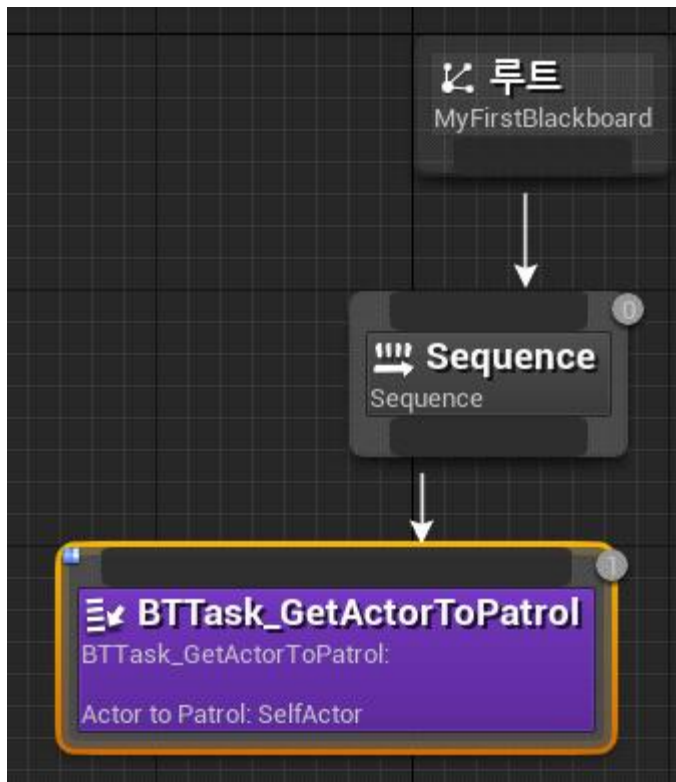 루트
MyFirstBlackboard
0
Sequence
Sequence
1
BTTask_GetActorToPatrol
BTTask_GetActorToPatrol:
Actor to Patrol: SelfActor